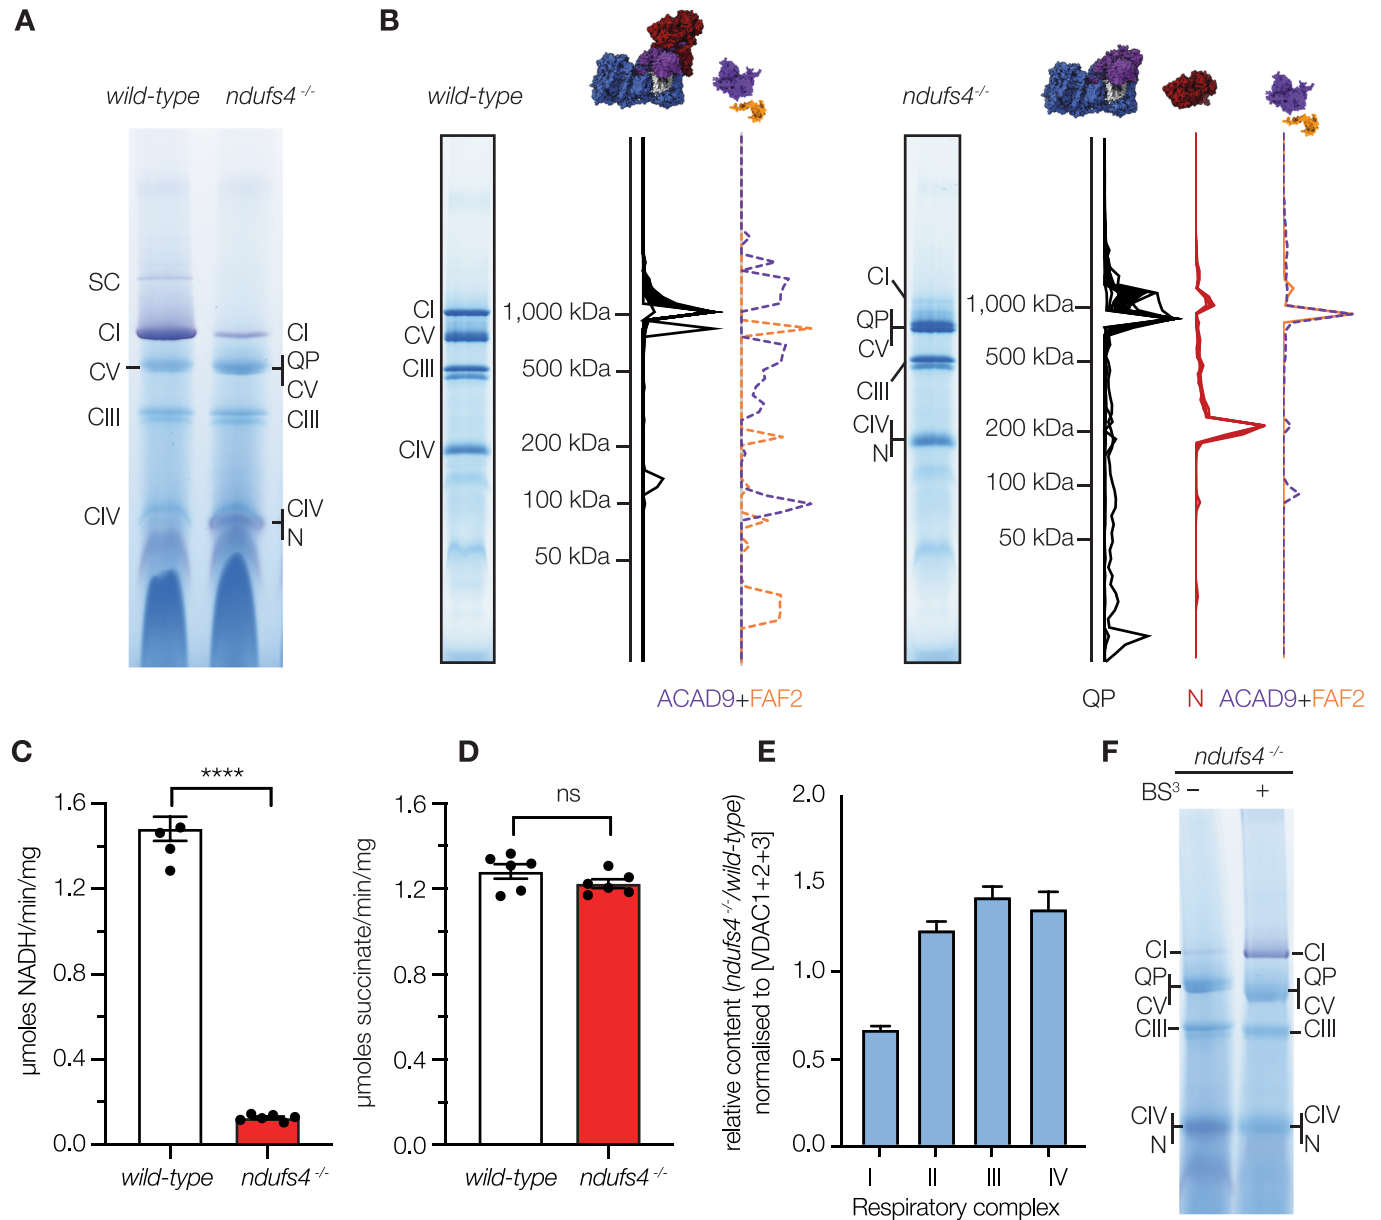 A
B
wild-type ndufs4 -/-
SC
CI
CV
CIII
CIV
CI
QP
CV
CIII
CIV
N
wild-type
CI
CV
CIII
CIV
1,000 kDa
500 kDa
200 kDa
100 kDa
50 kDa
ACAD9+FAF2
ndufs4 -/-
CI
QP
CV
CIII
CIV
N
1,000 kDa
500 kDa
200 kDa
100 kDa
50 kDa
QP
N
ACAD9+FAF2
C
µmoles NADH/min/mg
1.6
1.2
0.8
0.4
0.0
****
wild-type
ndufs4 -/-
D
µmoles succinate/min/mg
1.6
1.2
0.8
0.4
0.0
ns
wild-type
ndufs4 -/-
E
relative content (ndufs4 -/-/wild-type)
normalised to [VDAC1+2+3]
2.0
1.5
1.0
0.5
0.0
I
II
III
IV
Respiratory complex
F
ndufs4 -/-
BS3 − +
CI
QP
CV
CIII
CIV
N
CI
QP
CV
CIII
CIV
N